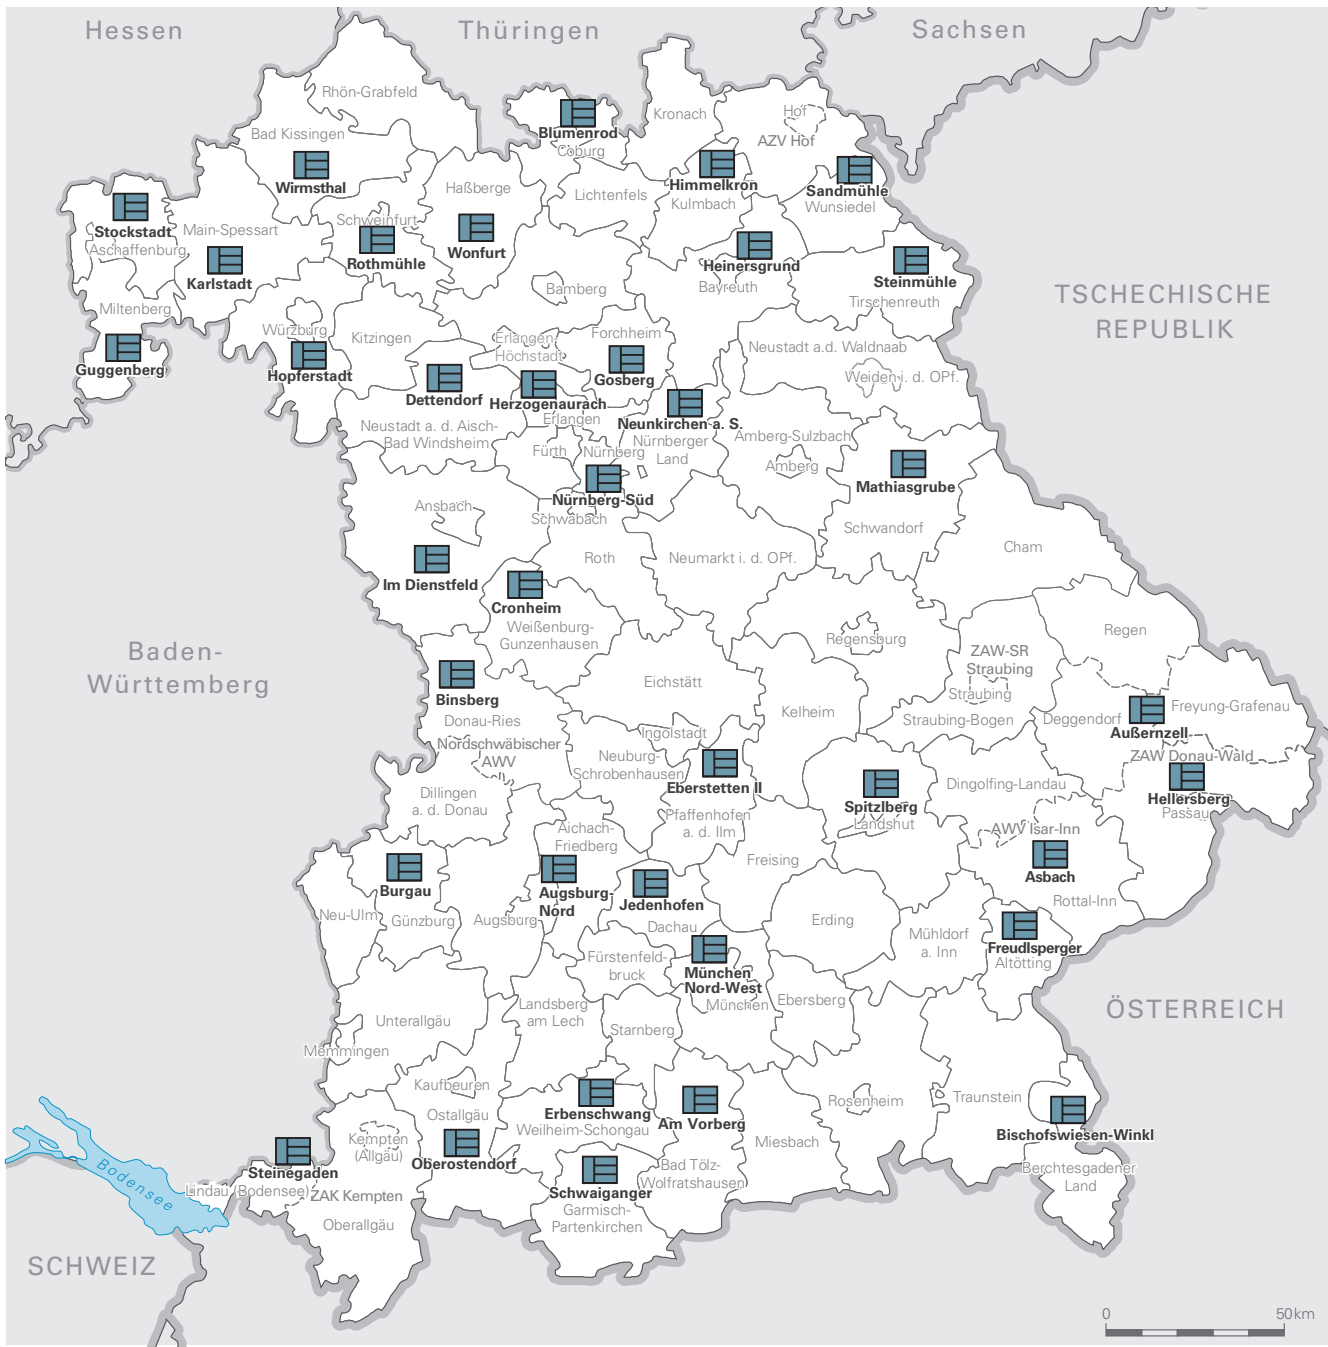 Hessen
Thüringen
Sachsen
Rhön-Grabfeld
Kronach
Hof
AZV Hof
Bad Kissingen
Blumenrod
Coburg
Wirmsthal
Haßberge
Lichtenfels
Himmelkron
Kulmbach
Sandmühle
Wunsiedel
Stockstadt
Aschaffenburg
Main-Spessart
Schweinfurt
Rothmühle
Wonfurt
Karlstadt
Heinersgrund
Bayreuth
Steinmühle
Tirschenreuth
Bamberg
Miltenberg
TSCHECHISCHE
REPUBLIK
Würzburg
Kitzingen
Erlangen-
Höchstadt
Forchheim
Neustadt a.d. Waldnaab
Guggenberg
Hopferstadt
Gosberg
Weiden i. d. OPf.
Dettendorf
Herzogenaurach
Erlangen
Neunkirchen a. S.
Neustadt a. d. Aisch-
Bad Windsheim
Fürth
Nürnberg
Nürnberger
Land
Amberg-Sulzbach
Amberg
Mathiasgrube
Nürnberg-Süd
Schwabach
Ansbach
Schwandorf
Cham
Roth
Neumarkt i. d. OPf.
Im Dienstfeld
Cronheim
Weißenburg-
Gunzenhausen
Regensburg
Regen
Baden-
Württemberg
ZAW-SR
Straubing
Straubing
Eichstätt
Binsberg
Kelheim
Straubing-Bogen
Deggendorf
Freyung-Grafenau
Außernzell
Donau-Ries
Nordschwäbischer
AWV
Ingolstadt
Neuburg-
Schrobenhausen
ZAW Donau-Wald
Eberstetten II
Spitzlberg
Landshut
Dingolfing-Landau
Hellersberg
Passau
Dillingen
a. d. Donau
Pfaffenhofen
a. d. Ilm
Aichach-
Friedberg
AWV Isar-Inn
Freising
Asbach
Rottal-Inn
Burgau
Augsburg-
Nord
Jedenhofen
Neu-Ulm
Günzburg
Augsburg
Dachau
Erding
Mühldorf
a. Inn
Freudlsperger
Altötting
Fürstenfeld-
bruck
München
Nord-West
München
Ebersberg
Landsberg
am Lech
Starnberg
ÖSTERREICH
Unterallgäu
Memmingen
Kaufbeuren
Ostallgäu
Erbenschwang
Weilheim-Schongau
Am Vorberg
Rosenheim
Traunstein
Bischofswiesen-Winkl
Miesbach
Kempten
(Allgäu)
Oberostendorf
Steinegaden
Lindau (Bodensee)
ZAK Kempten
Oberallgäu
Bodensee
Schwaiganger
Garmisch-
Partenkirchen
Bad Tölz-
Wolfratshausen
Berchtesgadener
Land
SCHWEIZ
0 50km